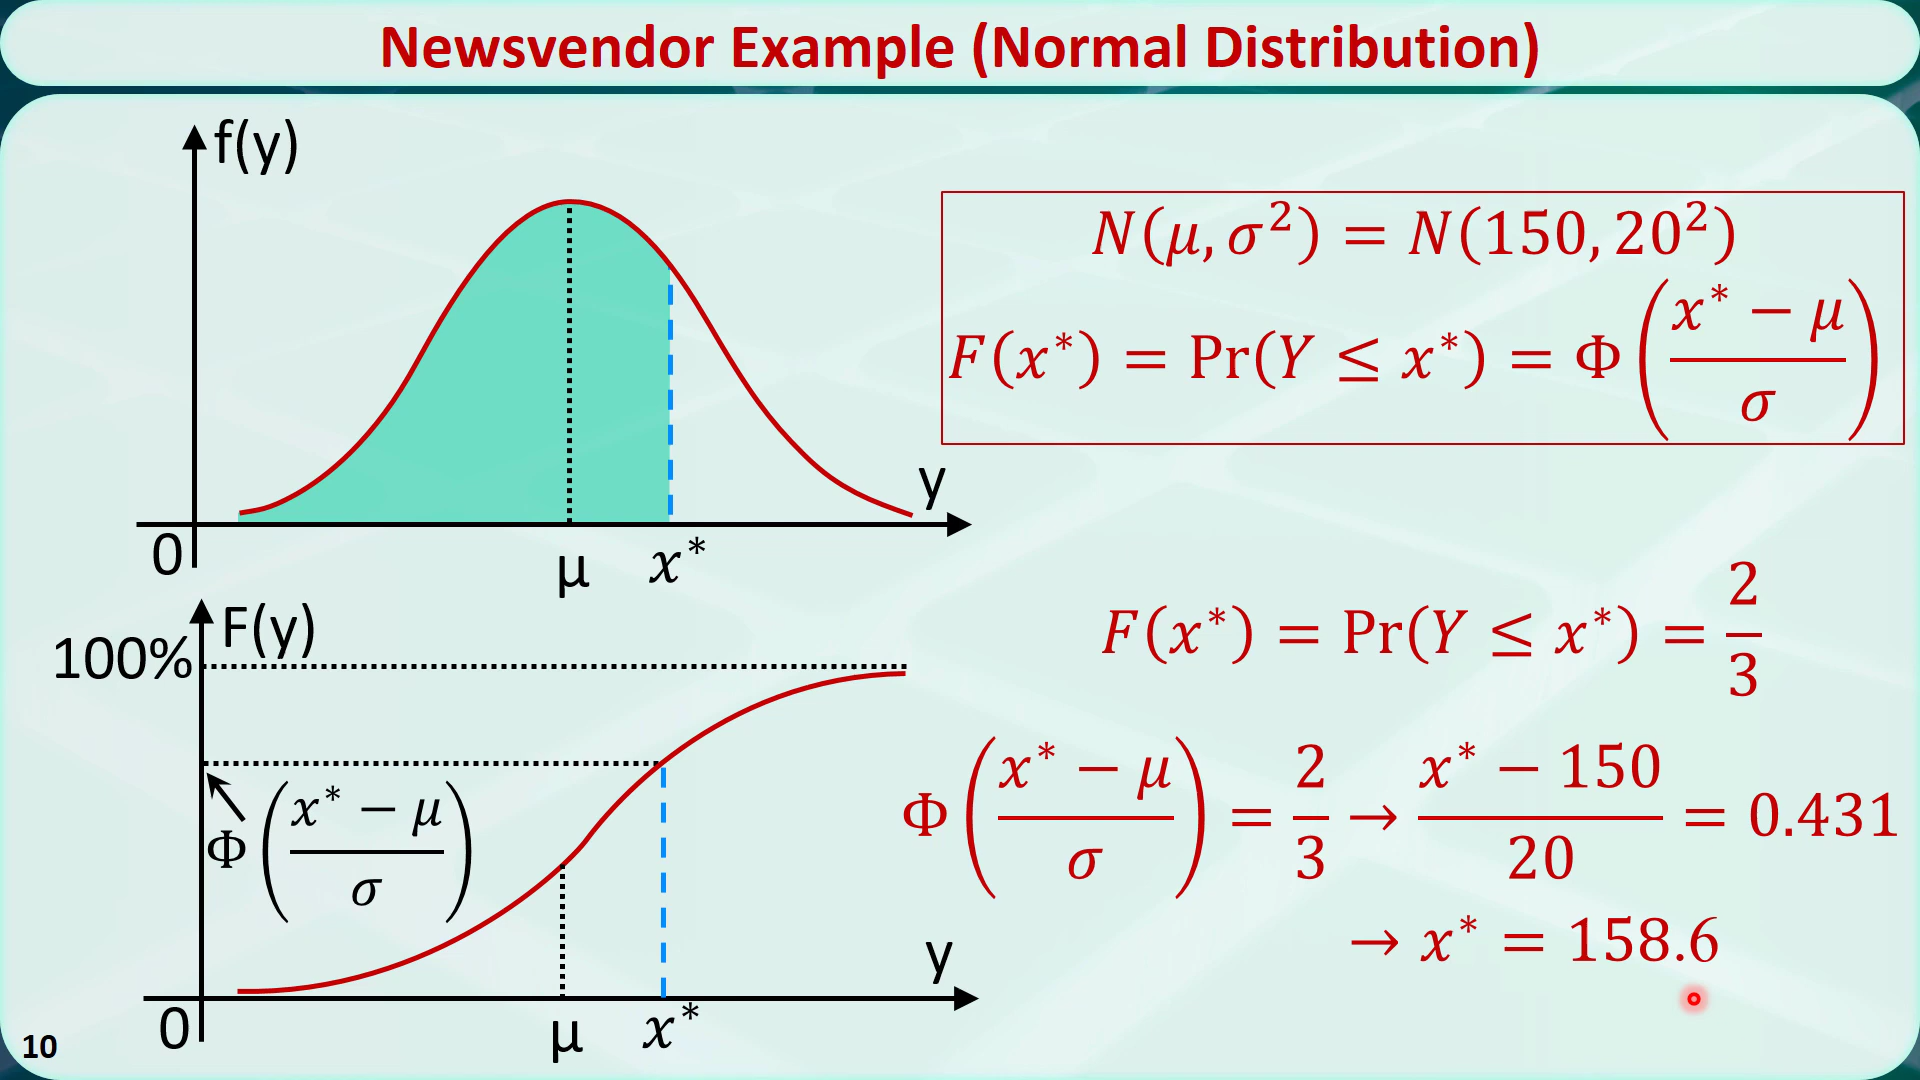 Newsvendor Example (Normal Distribution)
f(y)
y
0
μ
x*
F(y)
100%
Φ((x* − μ)/σ)
y
0
μ
x*
N(μ, σ²) = N(150, 20²)
F(x*) = Pr(Y ≤ x*) = Φ((x* − μ)/σ)
F(x*) = Pr(Y ≤ x*) = 2/3
Φ((x* − μ)/σ) = 2/3 → (x* − 150)/20 = 0.431
→ x* = 158.6
10